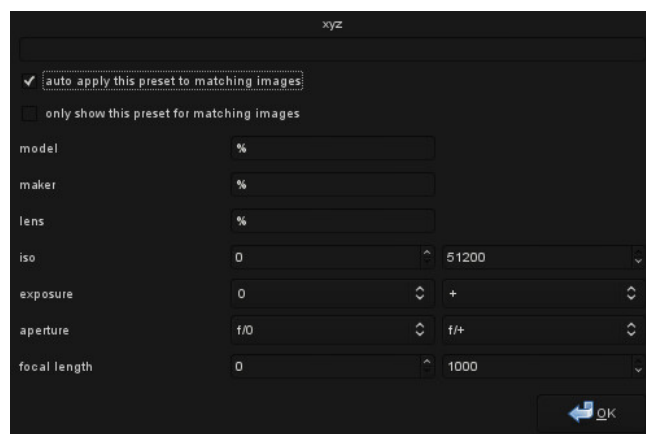 xyz
auto apply this preset to matching images
only show this preset for matching images
model %
maker %
lens %
iso 0 51200
exposure 0 +
aperture f/0 f/+
focal length 0 1000
OK